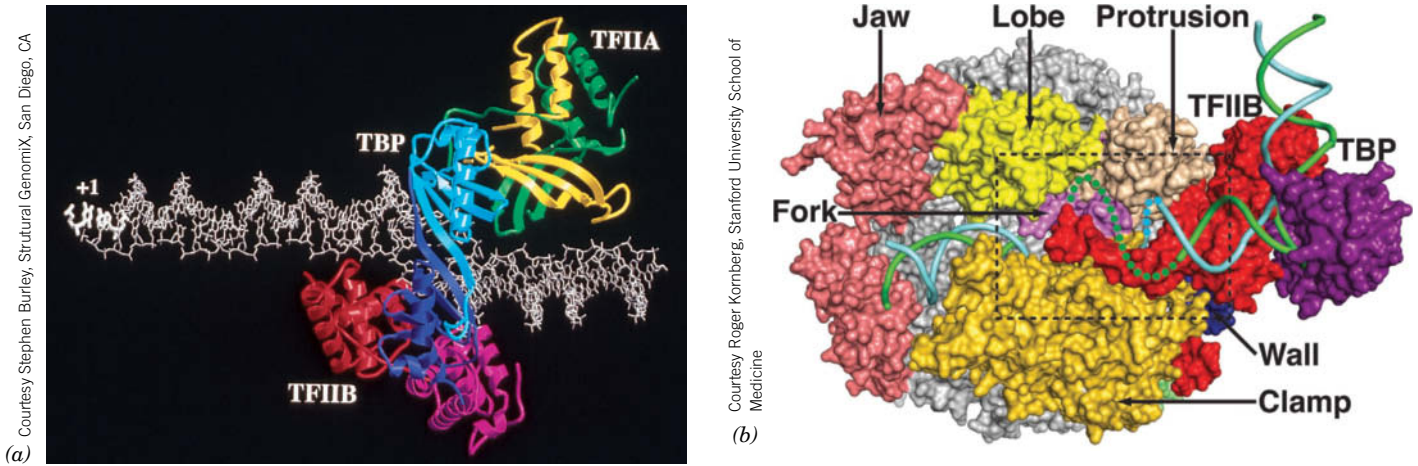 Courtesy Stephen Burley, Strutural GenomiX, San Diego, CA
TFIIA
TBP
+1
TFIIB
(a)
Courtesy Roger Kornberg, Stanford University School of
Medicine
Jaw
Lobe
Protrusion
TFIIB
TBP
Fork
Wall
Clamp
(b)